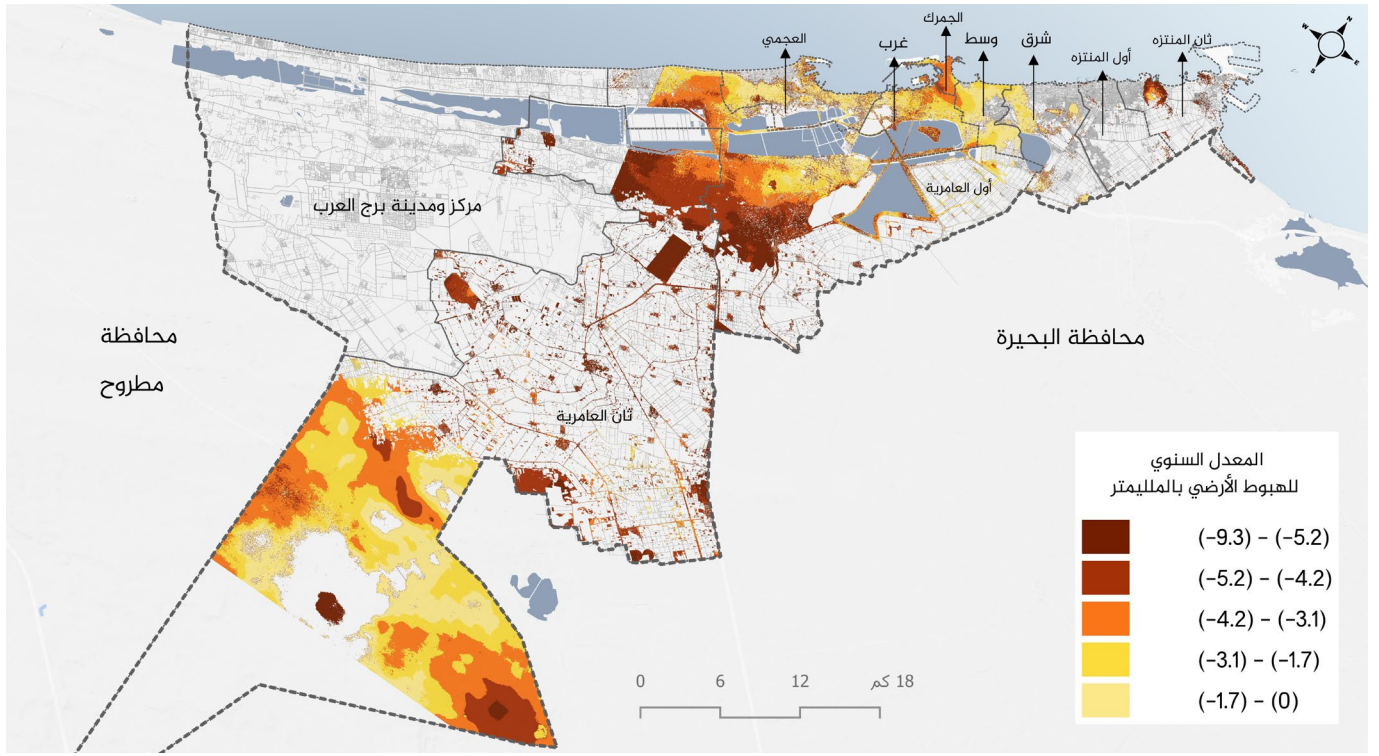 الجمرك
ثان المنتزه
شرق
وسط
غرب
العجمي
أول المنتزه
أول العامرية
مركز ومدينة برج العرب
محافظة
مطروح
محافظة البحيرة
ثان العامرية
المعدل السنوي
للهبوط الأرضي بالملليمتر
(-9.3) - (-5.2)
(-5.2) - (-4.2)
(-4.2) - (-3.1)
(-3.1) - (-1.7)
(-1.7) - (0)
0 6 12 18 كم